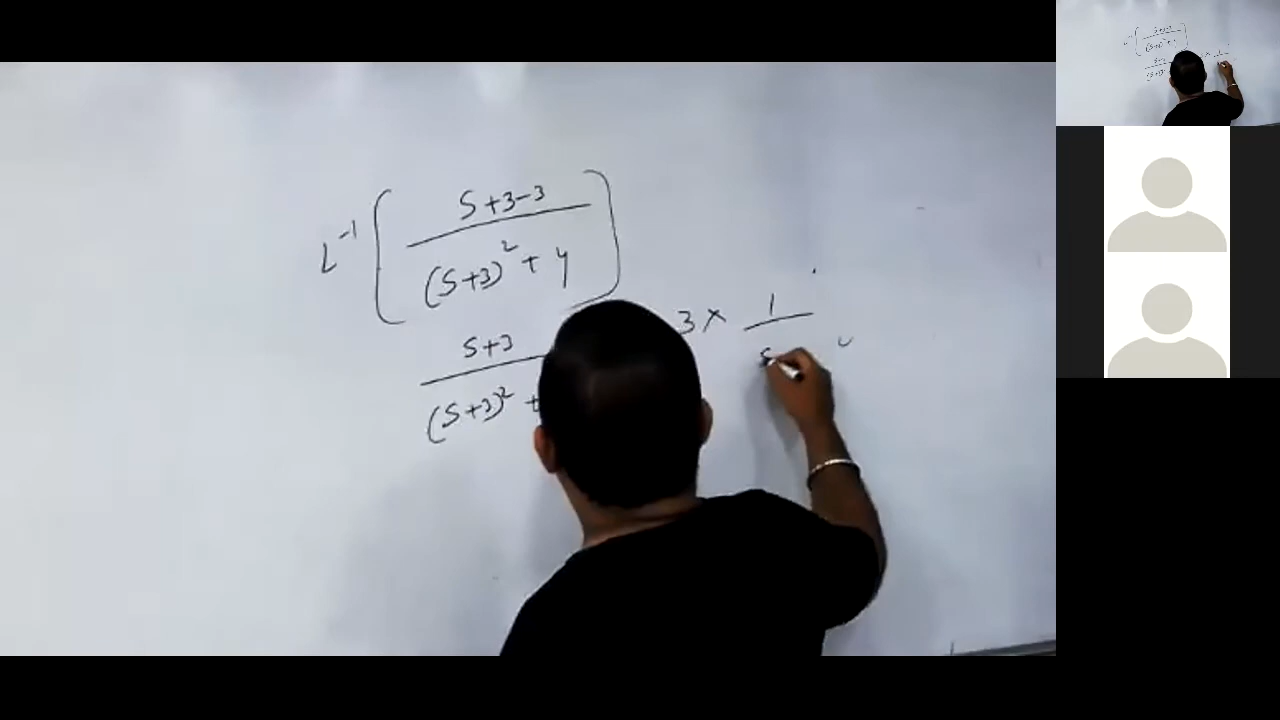 L⁻¹ ( S+3-3
(S+3)² + 4 )
S+3 3 × 1
(S+3)² + s